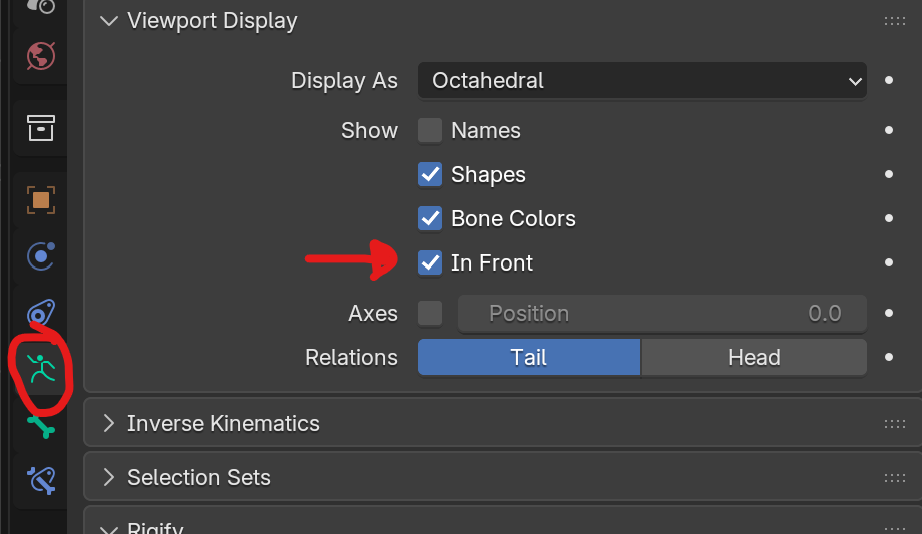 Viewport Display
Display As Octahedral
Show Names
Shapes
Bone Colors
In Front
Axes Position 0.0
Relations Tail Head
Inverse Kinematics
Selection Sets
Rigify